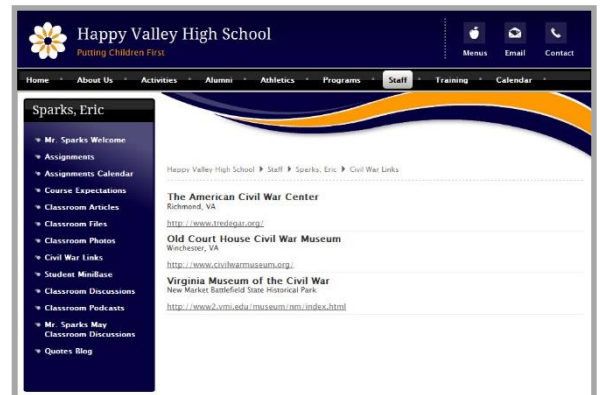 Happy Valley High School
Putting Children First
Menus Email Contact
Home About Us Activities Alumni Athletics Programs Staff Training Calendar
Sparks, Eric
Mr. Sparks Welcome
Assignments
Assignments Calendar
Course Expectations
Classroom Articles
Classroom Files
Classroom Photos
Civil War Links
Student MiniBase
Classroom Discussions
Classroom Podcasts
Mr. Sparks May
Classroom Discussions
Quotes Blog
Happy Valley High School Staff Sparks, Eric Civil War Links
The American Civil War Center
Richmond, VA
http://www.tredegar.org/
Old Court House Civil War Museum
Winchester, VA
http://www.civilwarmuseum.org/
Virginia Museum of the Civil War
New Market Battlefield State Historical Park
http://www2.vmi.edu/museum/nm/index.html